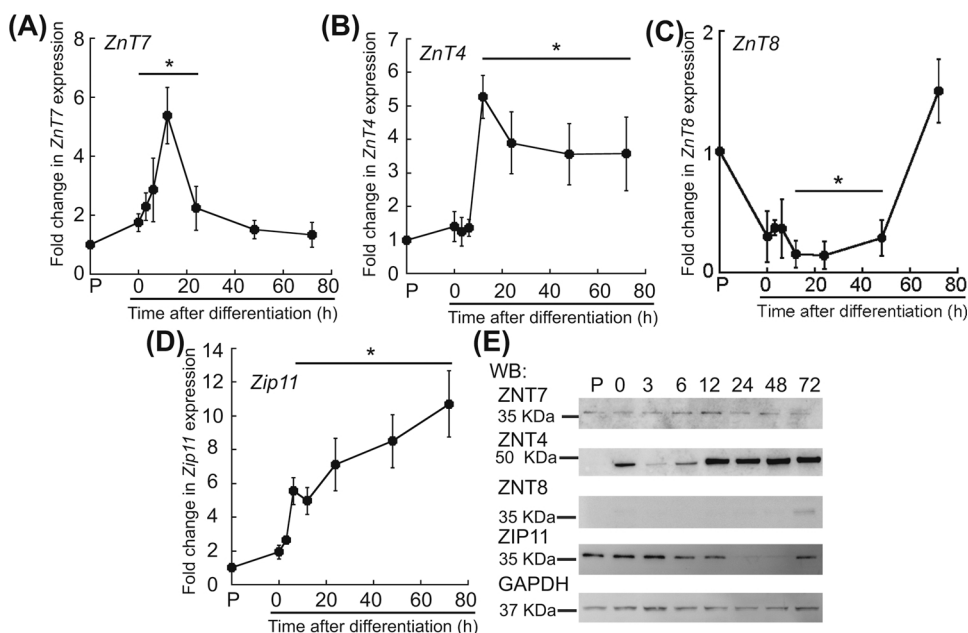 (A)
ZnT7
*
Fold change in ZnT7 expression
8
6
4
2
0
P
0
20
40
60
80
Time after differentiation (h)
(B)
ZnT4
*
Fold change in ZnT4 expression
7
6
5
4
3
2
1
0
P
0
20
40
60
80
Time after differentiation (h)
(C)
ZnT8
*
Fold change in ZnT8 expression
2
1
0
P
0
20
40
60
80
Time after differentiation (h)
(D)
Zip11
*
Fold change in Zip11 expression
14
12
10
8
6
4
2
0
P
0
20
40
60
80
Time after differentiation (h)
(E)
WB:
P 0 3 6 12 24 48 72
ZNT7
35 KDa
ZNT4
50 KDa
ZNT8
35 KDa
ZIP11
35 KDa
GAPDH
37 KDa